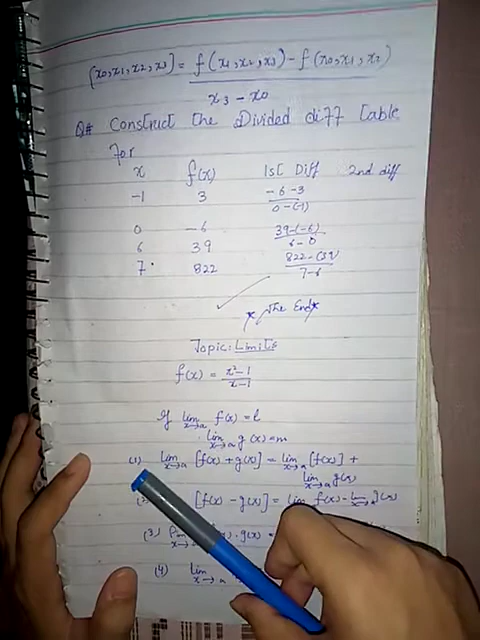 (x0,x1,x2,x3] = f(x1,x2,x3) - f(x0,x1,x2)
x3 - x0
Q# Construct the Divided diff table
for
x f(x) 1st Diff 2nd diff
-1 3 -6-3
0-(-1)
0 -6 39-(-6)
6-0
6 39 822-(39)
7-6
7 822
* The End *
Topic: Limits
f(x) = x²-1
x-1
If lim x→a f(x) = l
lim x→a g(x) = m
(1) lim x→a [f(x) + g(x)] = lim x→a [f(x)] +
lim x→a g(x)
[f(x) - g(x)] = lim f(x) - lim x→a g(x)
(3) lim x→a . g(x) =
(4) lim x→a